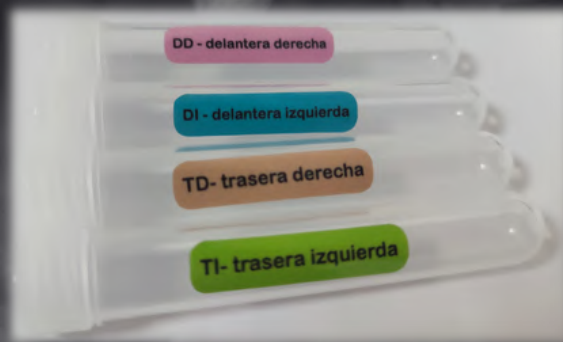 DD - delantera derecha
DI - delantera izquierda
TD- trasera derecha
TI- trasera izquierda